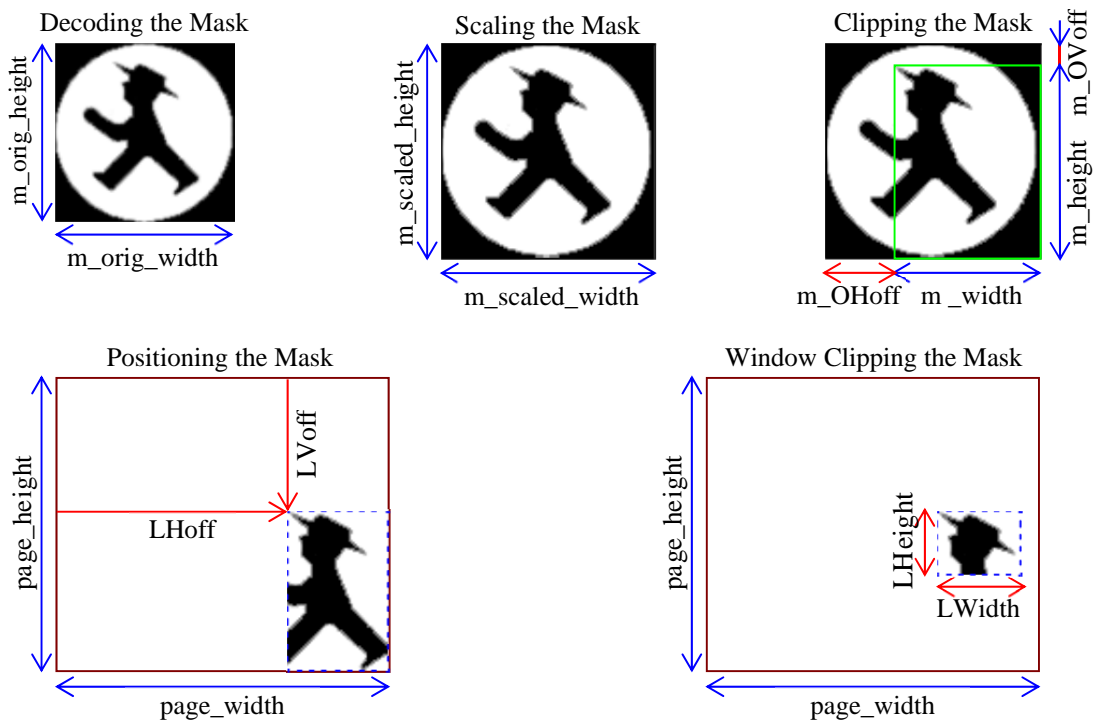 Decoding the Mask
m_orig_height
m_orig_width
Scaling the Mask
m_scaled_height
m_scaled_width
Clipping the Mask
m_OVoff
m_height
m_OHoff
m _width
Positioning the Mask
page_height
LVoff
LHoff
page_width
Window Clipping the Mask
page_height
LHeight
LWidth
page_width